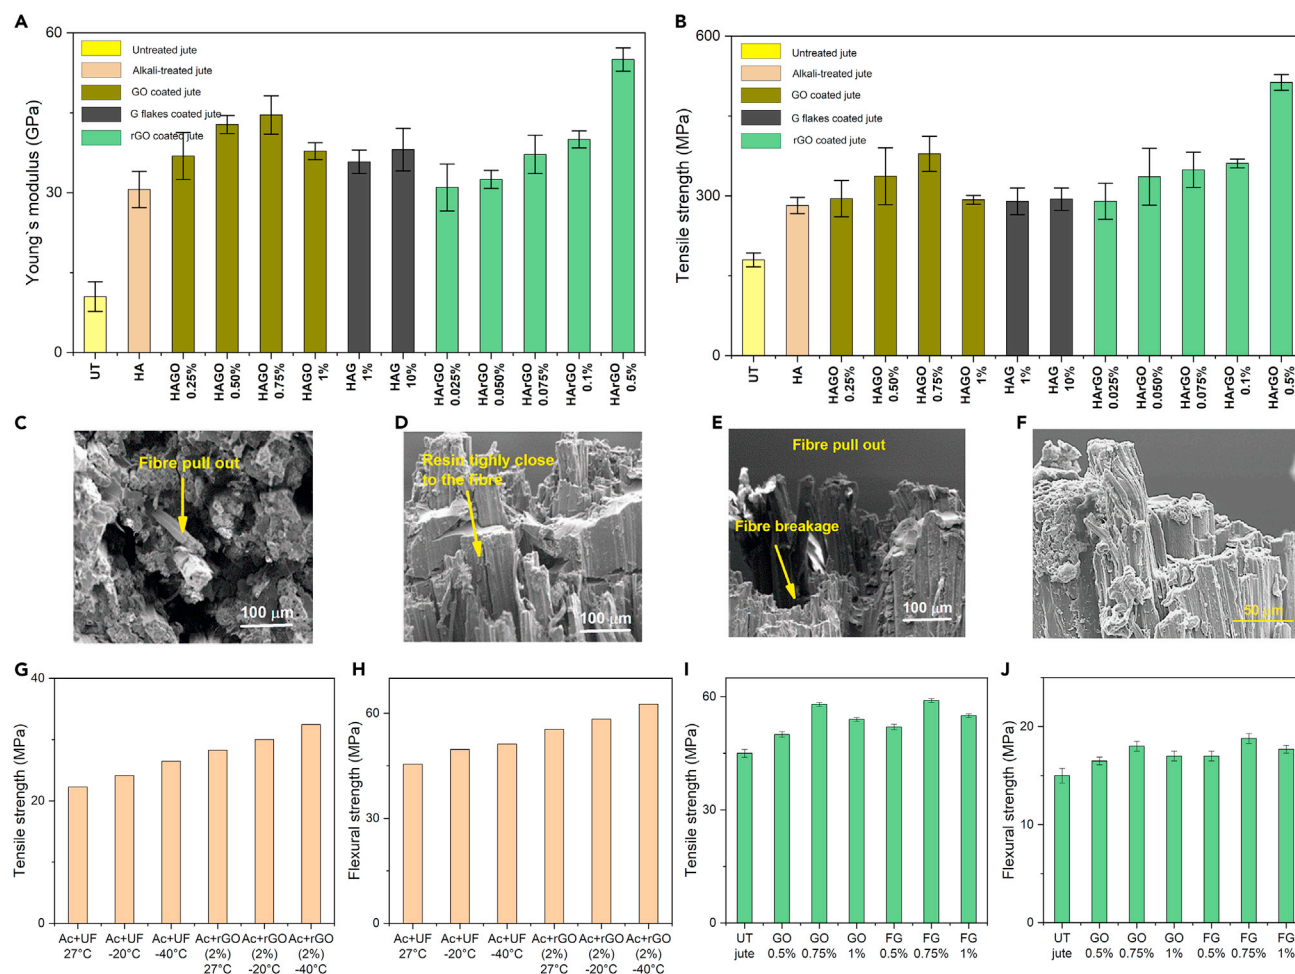 A
60
Untreated jute
Alkali-treated jute
GO coated jute
G flakes coated jute
rGO coated jute
30
0
Young`s modulus (GPa)
UT
HA
HAGO
0.25%
HAGO
0.50%
HAGO
0.75%
HAGO
1%
HAG
1%
HAG
10%
HArGO
0.025%
HArGO
0.050%
HArGO
0.075%
HArGO
0.1%
HArGO
0.5%
B
600
Untreated jute
Alkali-treated jute
GO coated jute
G flakes coated jute
rGO coated jute
300
0
Tensile strength (MPa)
UT
HA
HAGO
0.25%
HAGO
0.50%
HAGO
0.75%
HAGO
1%
HAG
1%
HAG
10%
HArGO
0.025%
HArGO
0.050%
HArGO
0.075%
HArGO
0.1%
HArGO
0.5%
C
Fibre pull out
100 μm
D
Resin tighly close
to the fibre
100 μm
E
Fibre pull out
Fibre breakage
100 μm
F
50 μm
G
40
20
0
Tensile strength (MPa)
Ac+UF
27°C
Ac+UF
-20°C
Ac+UF
-40°C
Ac+rGO
(2%)
27°C
Ac+rGO
(2%)
-20°C
Ac+rGO
(2%)
-40°C
H
60
30
0
Flexural strength (MPa)
Ac+UF
27°C
Ac+UF
-20°C
Ac+UF
-40°C
Ac+rGO
(2%)
27°C
Ac+rGO
(2%)
-20°C
Ac+rGO
(2%)
-40°C
I
60
30
0
Tensile strength (MPa)
UT
jute
GO
0.5%
GO
0.75%
GO
1%
FG
0.5%
FG
0.75%
FG
1%
J
20
10
0
Flexural strength (MPa)
UT
jute
GO
0.5%
GO
0.75%
GO
1%
FG
0.5%
FG
0.75%
FG
1%